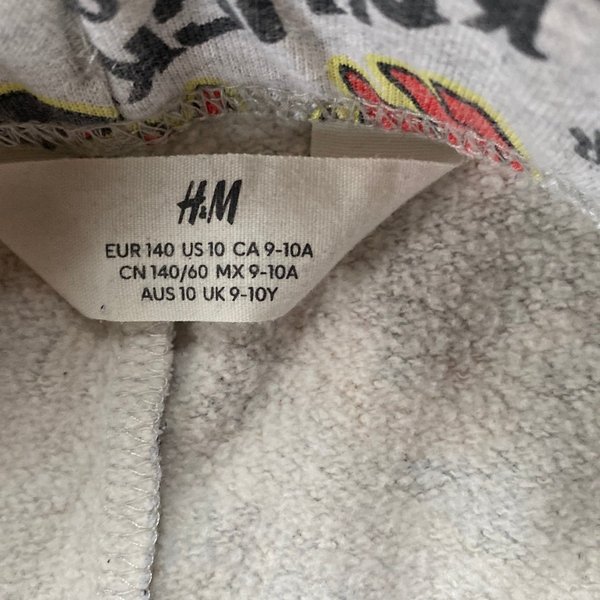 H&M
EUR 140 US 10 CA 9-10A
CN 140/60 MX 9-10A
AUS 10 UK 9-10Y